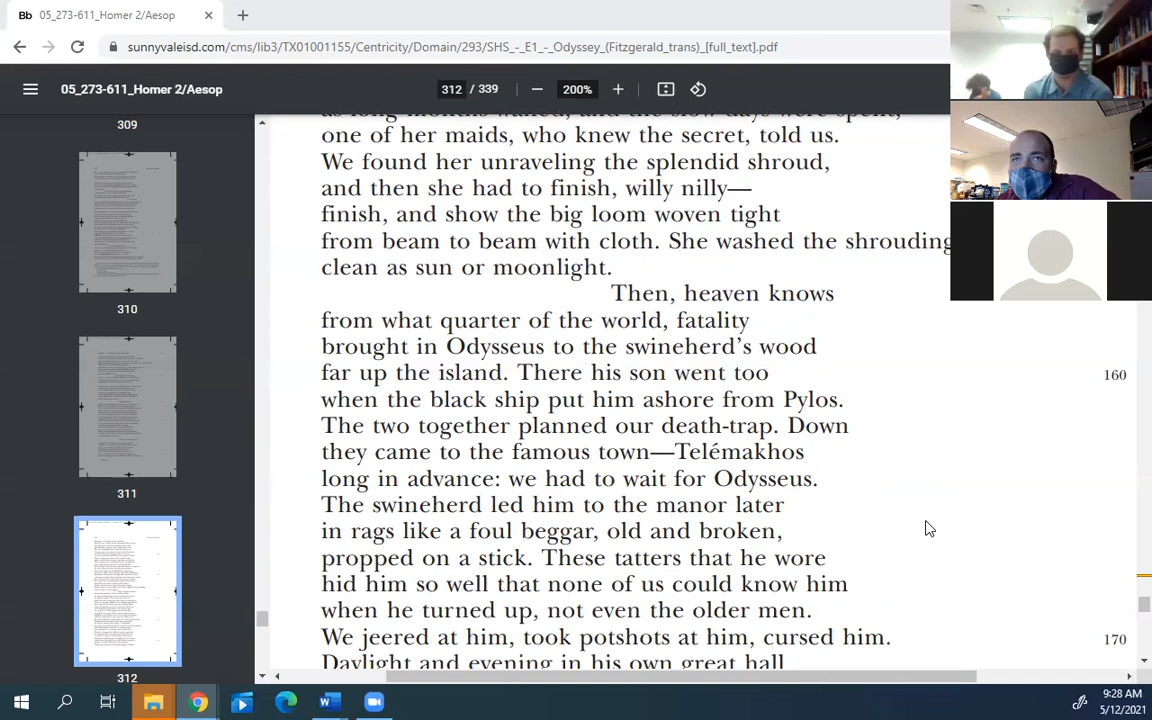 Bb 05_273-611_Homer 2/Aesop
sunnyvaleisd.com/cms/lib3/TX01001155/Centricity/Domain/293/SHS_-_E1_-_Odyssey_(Fitzgerald_trans)_[full_text].pdf
05_273-611_Homer 2/Aesop
312 / 339
200%
309
310
311
312
as long months waned, and the slow days were spent,
one of her maids, who knew the secret, told us.
We found her unraveling the splendid shroud,
and then she had to finish, willy nilly—
finish, and show the big loom woven tight
from beam to beam with cloth. She washed the shrouding
clean as sun or moonlight.
Then, heaven knows
from what quarter of the world, fatality
brought in Odysseus to the swineherd's wood
far up the island. There his son went too
160
when the black ship put him ashore from Pylos.
The two together planned our death-trap. Down
they came to the famous town—Telémakhos
long in advance: we had to wait for Odysseus.
The swineherd led him to the manor later
in rags like a foul beggar, old and broken,
propped on a stick. These tatters that he wore
hid him so well that none of us could know him
when he turned up, not even the older men.
We jeered at him, took potshots at him, cursed him.
170
Daylight and evening in his own great hall
9:28 AM
5/12/2021